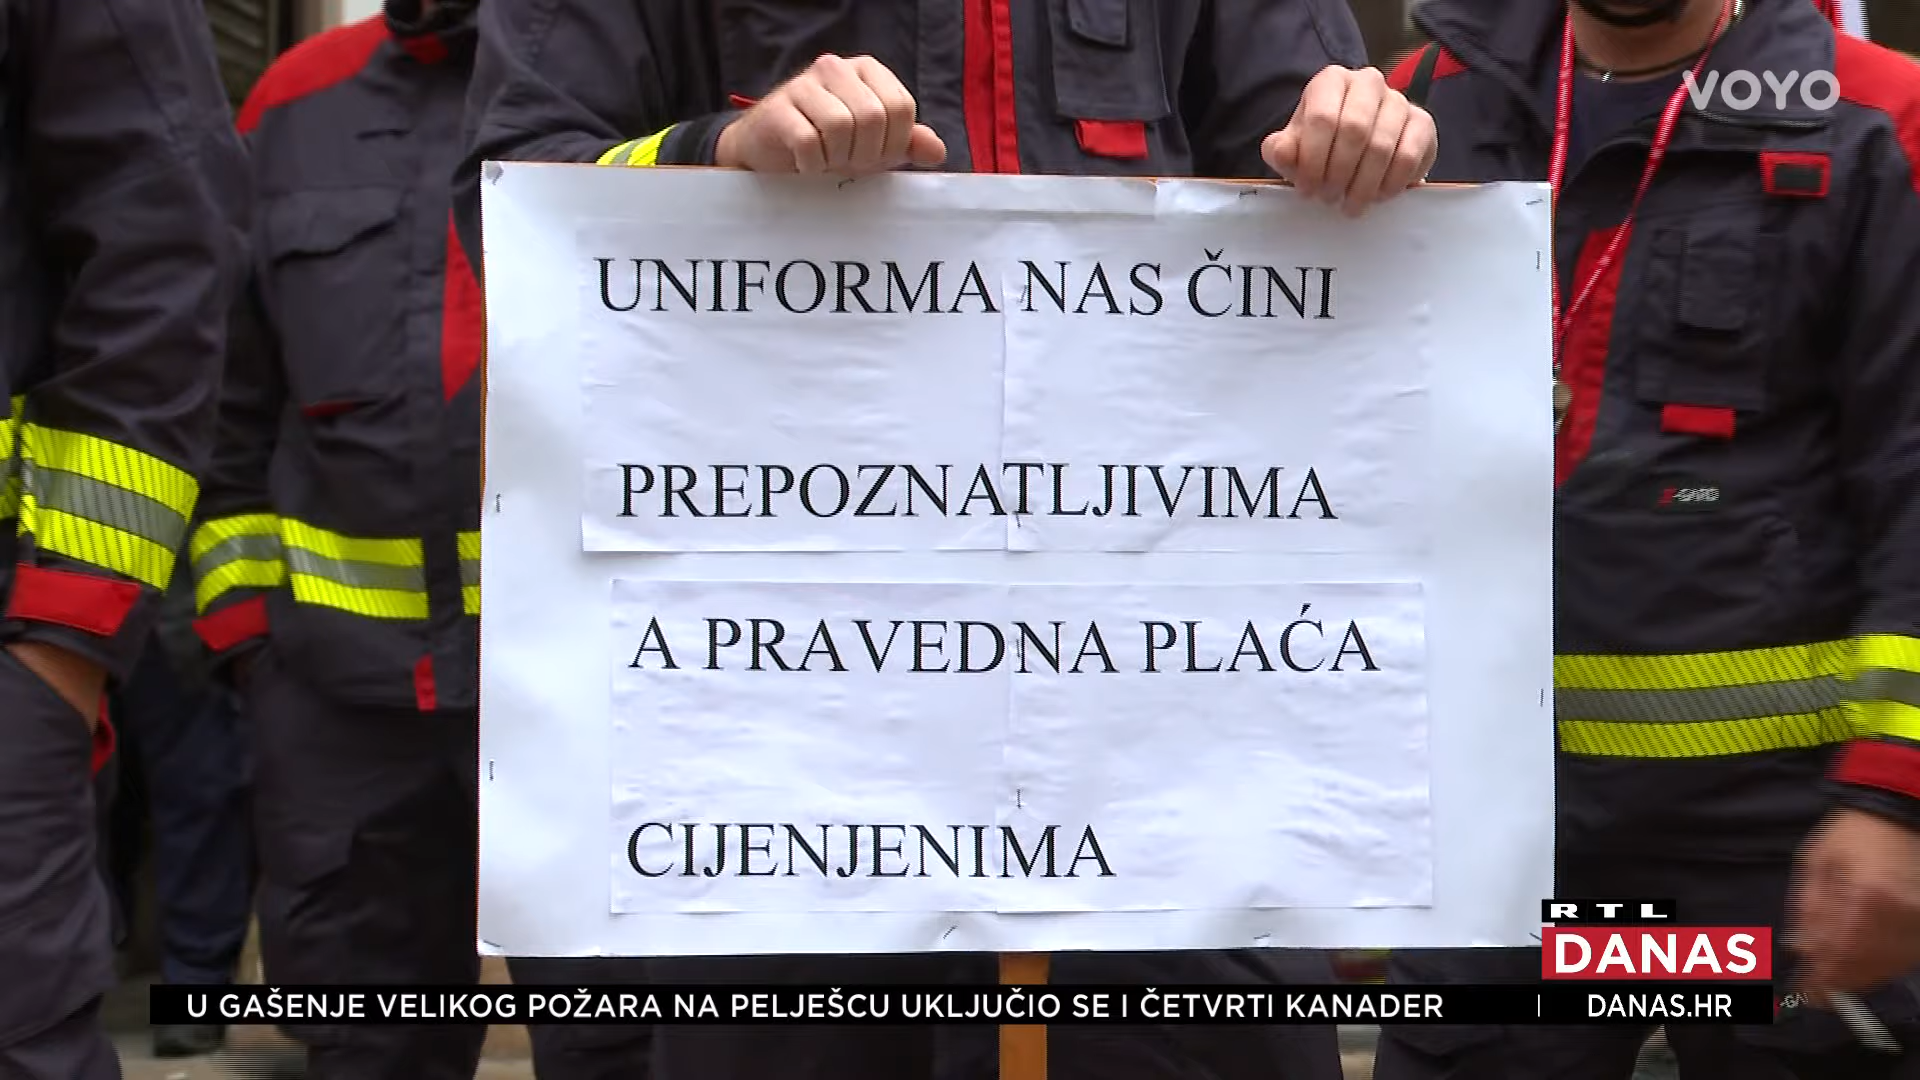 VOYO
UNIFORMA NAS ČINI
PREPOZNATLJIVIMA
A PRAVEDNA PLAĆA
CIJENJENIMA
RTL
DANAS
U GAŠENJE VELIKOG POŽARA NA PELJEŠCU UKLJUČIO SE I ČETVRTI KANADER
DANAS.HR